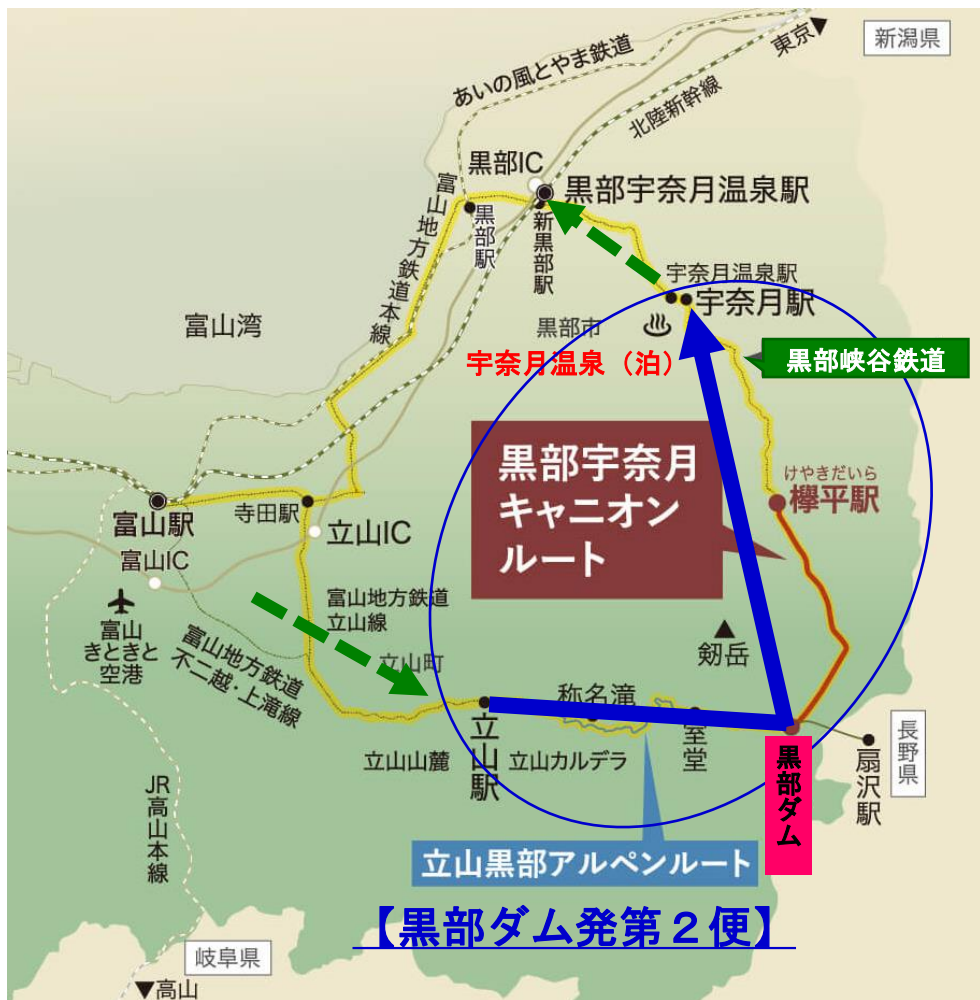 東京
新潟県
あいの風とやま鉄道
北陸新幹線
黒部IC
黒部宇奈月温泉駅
富山地方鉄道本線
黒部駅
新黒部駅
宇奈月温泉駅
宇奈月駅
富山湾
黒部市
宇奈月温泉(泊)
黒部峡谷鉄道
黒部宇奈月
キャニオン
ルート
けやきだいら
欅平駅
富山駅
寺田駅
立山IC
富山IC
富山
きときと
空港
富山地方鉄道
立山線
富山地方鉄道
不二越・上滝線
立山町
剱岳
称名滝
室堂
立山駅
立山山麓
立山カルデラ
黒部ダム
扇沢駅
長野県
JR高山本線
立山黒部アルペンルート
【黒部ダム発第2便】
岐阜県
▼高山